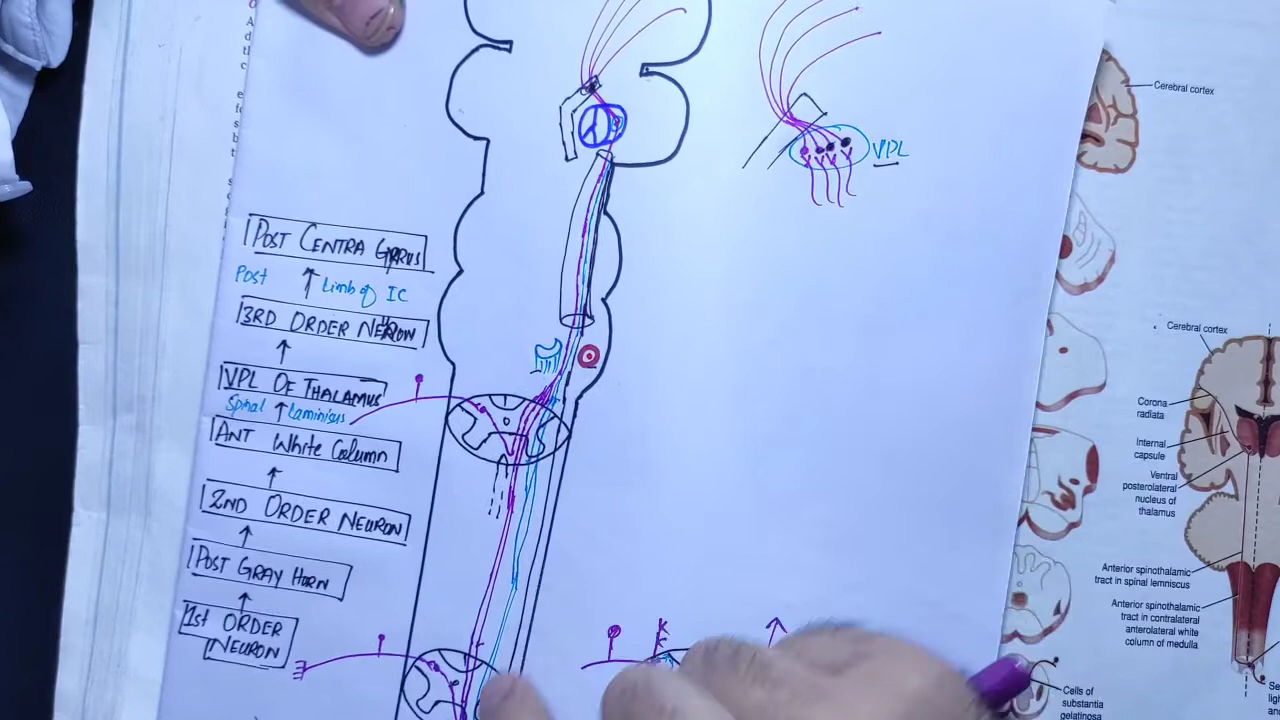 POST CENTRA GYRUS
Post ↑ Limb of IC
3RD ORDER NEURON
↑
VPL OF THALAMUS
Spinal ↑ Laminisus
ANT White Column
↑
2ND ORDER NEURON
↑
POST GRAY HORN
↑
1st ORDER
NEURON
VPL
Cerebral cortex
Cerebral cortex
Corona
radiata
Internal
capsule
Ventral
posterolateral
nucleus of
thalamus
Anterior spinothalamic
tract in spinal lemniscus
Anterior spinothalamic
tract in contralateral
anterolateral white
column of medulla
Cells of
substantia
gelatinosa